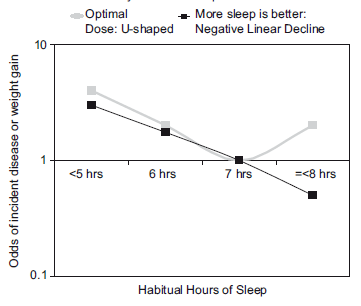 Optimal
Dose: U-shaped
More sleep is better:
Negative Linear Decline
10
1
0.1
<5 hrs
6 hrs
7 hrs
=<8 hrs
Odds of incident disease or weight gain
Habitual Hours of Sleep